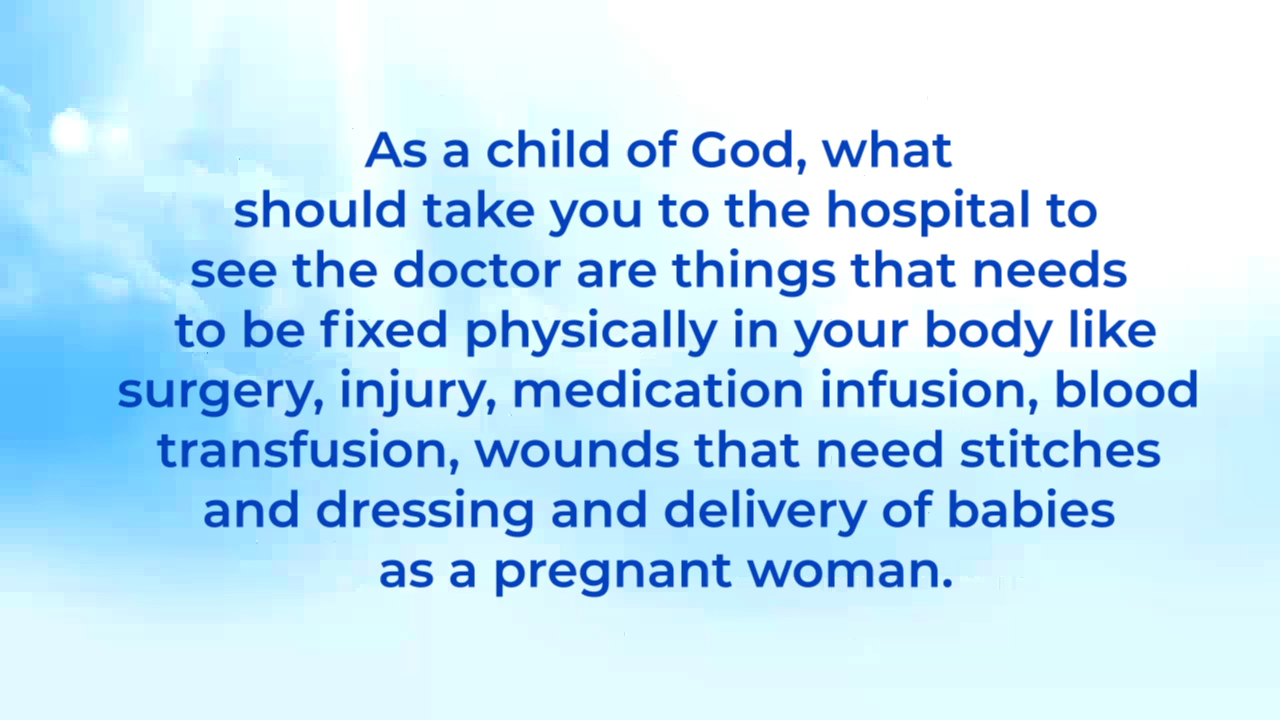 As a child of God, what
should take you to the hospital to
see the doctor are things that needs
to be fixed physically in your body like
surgery, injury, medication infusion, blood
transfusion, wounds that need stitches
and dressing and delivery of babies
as a pregnant woman.